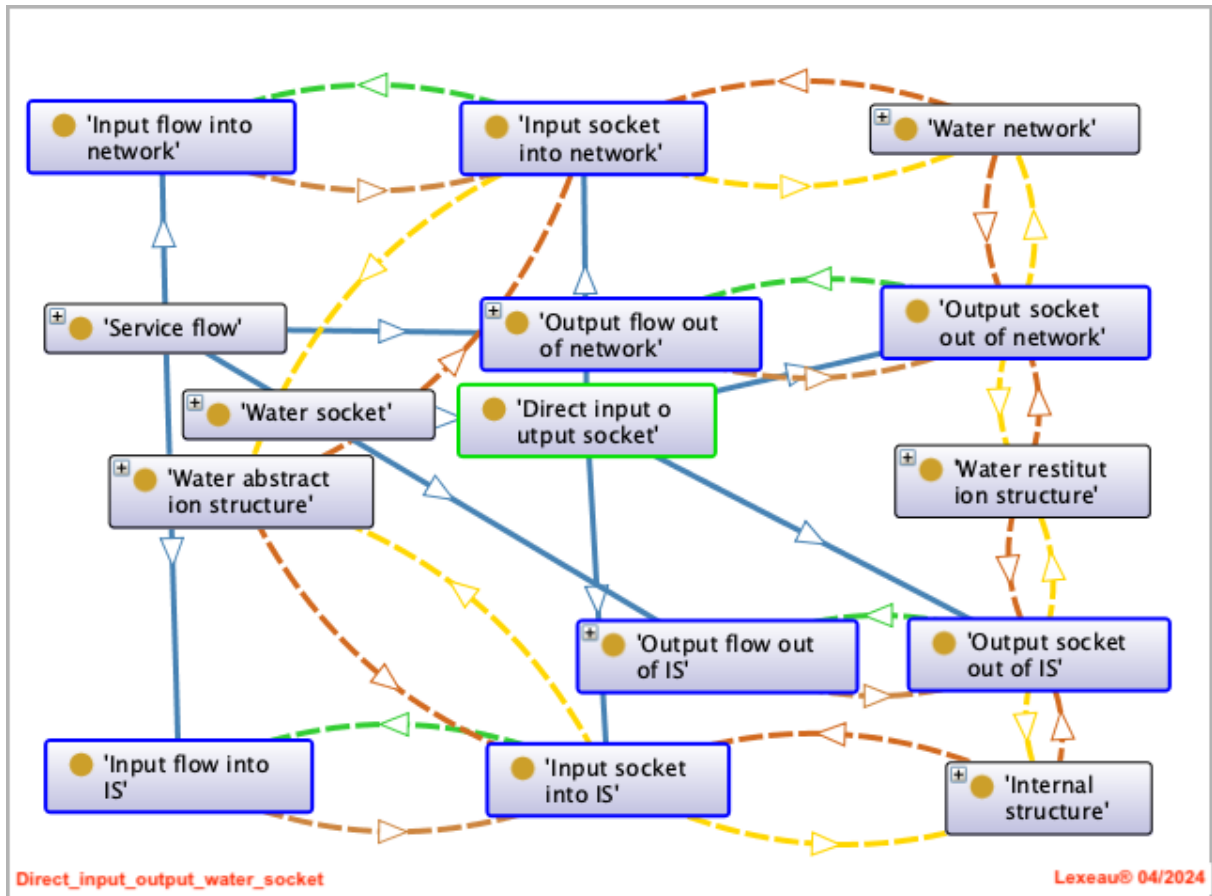 'Input flow into
network'
'Input socket
into network'
'Water network'
'Service flow'
'Output flow out
of network'
'Output socket
out of network'
'Water socket'
'Direct input o
utput socket'
'Water abstract
ion structure'
'Water restitut
ion structure'
'Output flow out
of IS'
'Output socket
out of IS'
'Input flow into
IS'
'Input socket
into IS'
'Internal
structure'
Direct_input_output_water_socket
Lexeau® 04/2024